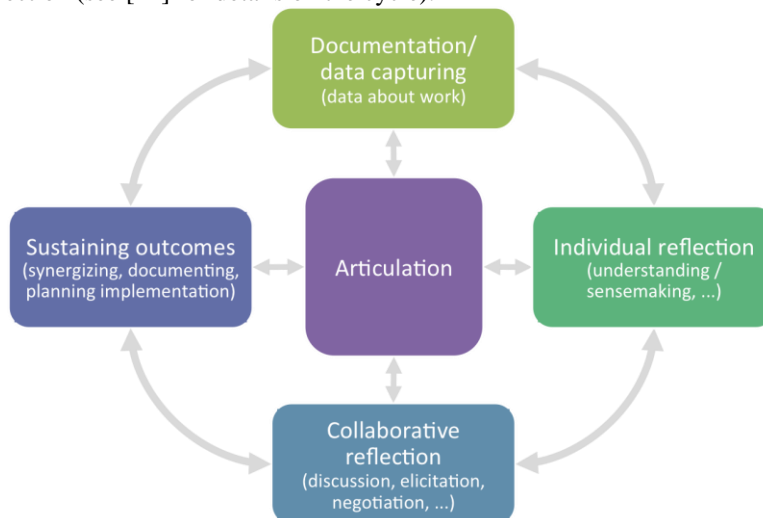 Documentation/
data capturing
(data about work)
Sustaining outcomes
(synergizing, documenting,
planning implementation)
Articulation
Individual reflection
(understanding /
sensemaking, ...)
Collaborative
reflection
(discussion, elicitation,
negotiation, ...)